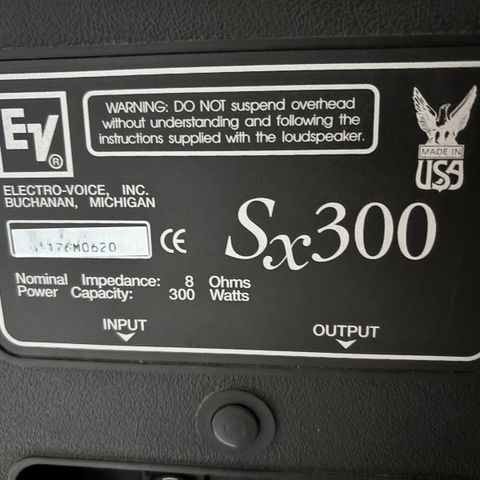 EV®
WARNING: DO NOT suspend overhead
without understanding and following the
instructions supplied with the loudspeaker.
MADE IN
USA
ELECTRO-VOICE, INC.
BUCHANAN, MICHIGAN
CE
Sx300
Nominal Impedance: 8 Ohms
Power Capacity: 300 Watts
INPUT
OUTPUT